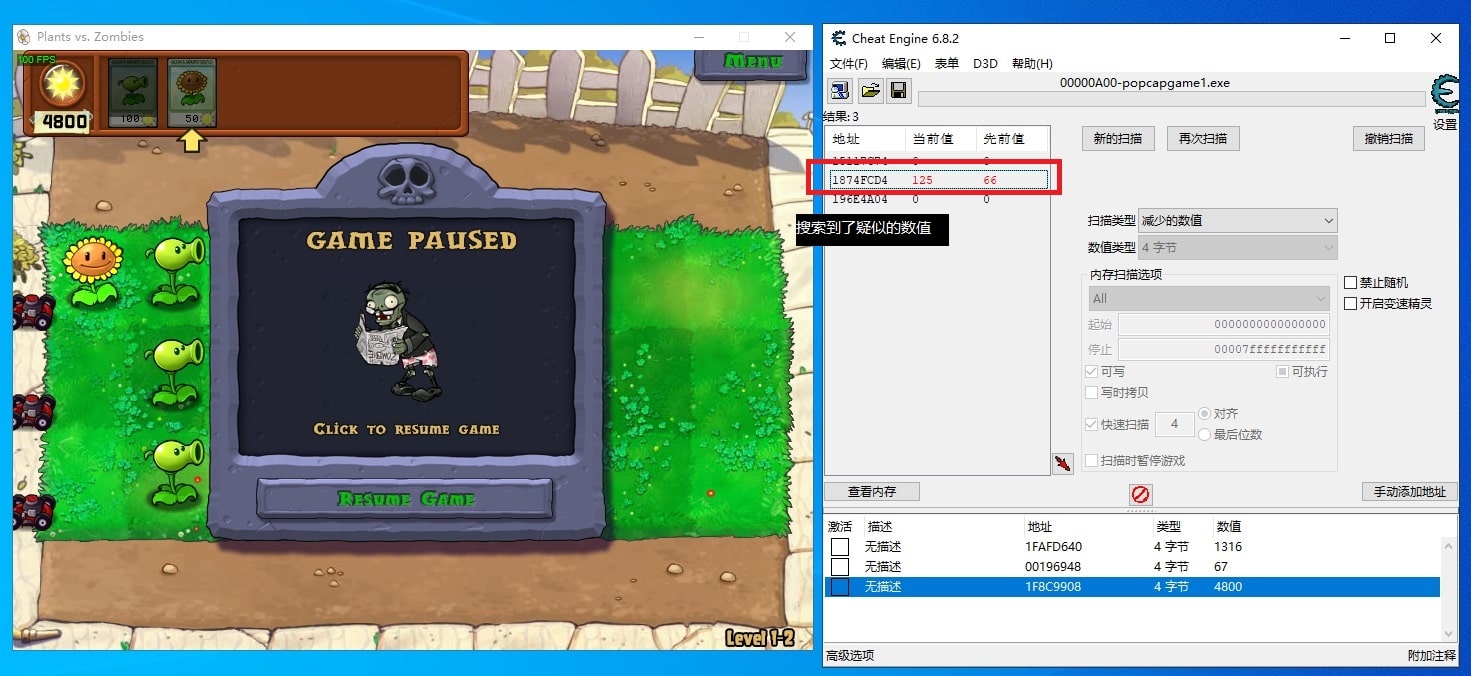 Plants vs. Zombies
100 FPS
4800
100
50
Menu
GAME PAUSED
CLICK TO RESUME GAME
RESUME GAME
Level 1-2
Cheat Engine 6.8.2
文件(F) 编辑(E) 表单 D3D 帮助(H)
00000A00-popcapgame1.exe
设置
结果: 3
地址 当前值 先前值
1874FCD4 125 66
196E4A04 0 0
搜索到了疑似的数值
新的扫描 再次扫描 撤销扫描
扫描类型 减少的数值
数值类型 4 字节
内存扫描选项
All
起始 0000000000000000
停止 00007fffffffffff
可写 可执行
写时拷贝
快速扫描 4 对齐
最后位数
扫描时暂停游戏
禁止随机
开启变速精灵
查看内存 手动添加地址
激活 描述 地址 类型 数值
无描述 1FAFD640 4 字节 1316
无描述 00196948 4 字节 67
无描述 1F8C9908 4 字节 4800
高级选项 附加注释